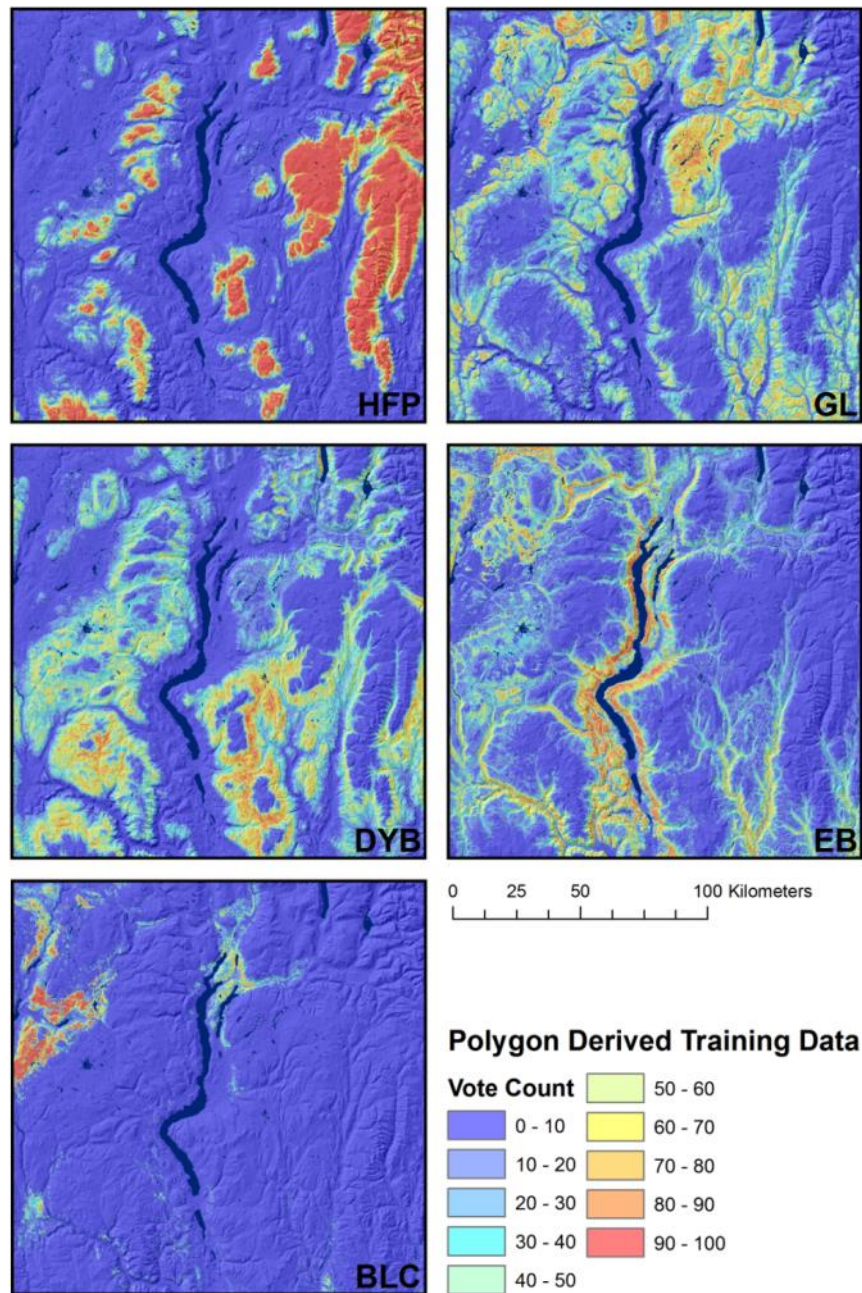 HFP
GL
DYB
EB
BLC
0 25 50 100 Kilometers
Polygon Derived Training Data
Vote Count
0 - 10
10 - 20
20 - 30
30 - 40
40 - 50
50 - 60
60 - 70
70 - 80
80 - 90
90 - 100